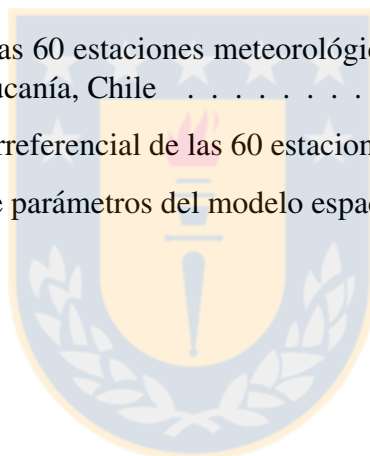 as 60 estaciones meteorológic
ucanía, Chile . . . . . . . .
rreferencial de las 60 estacion
e parámetros del modelo espac